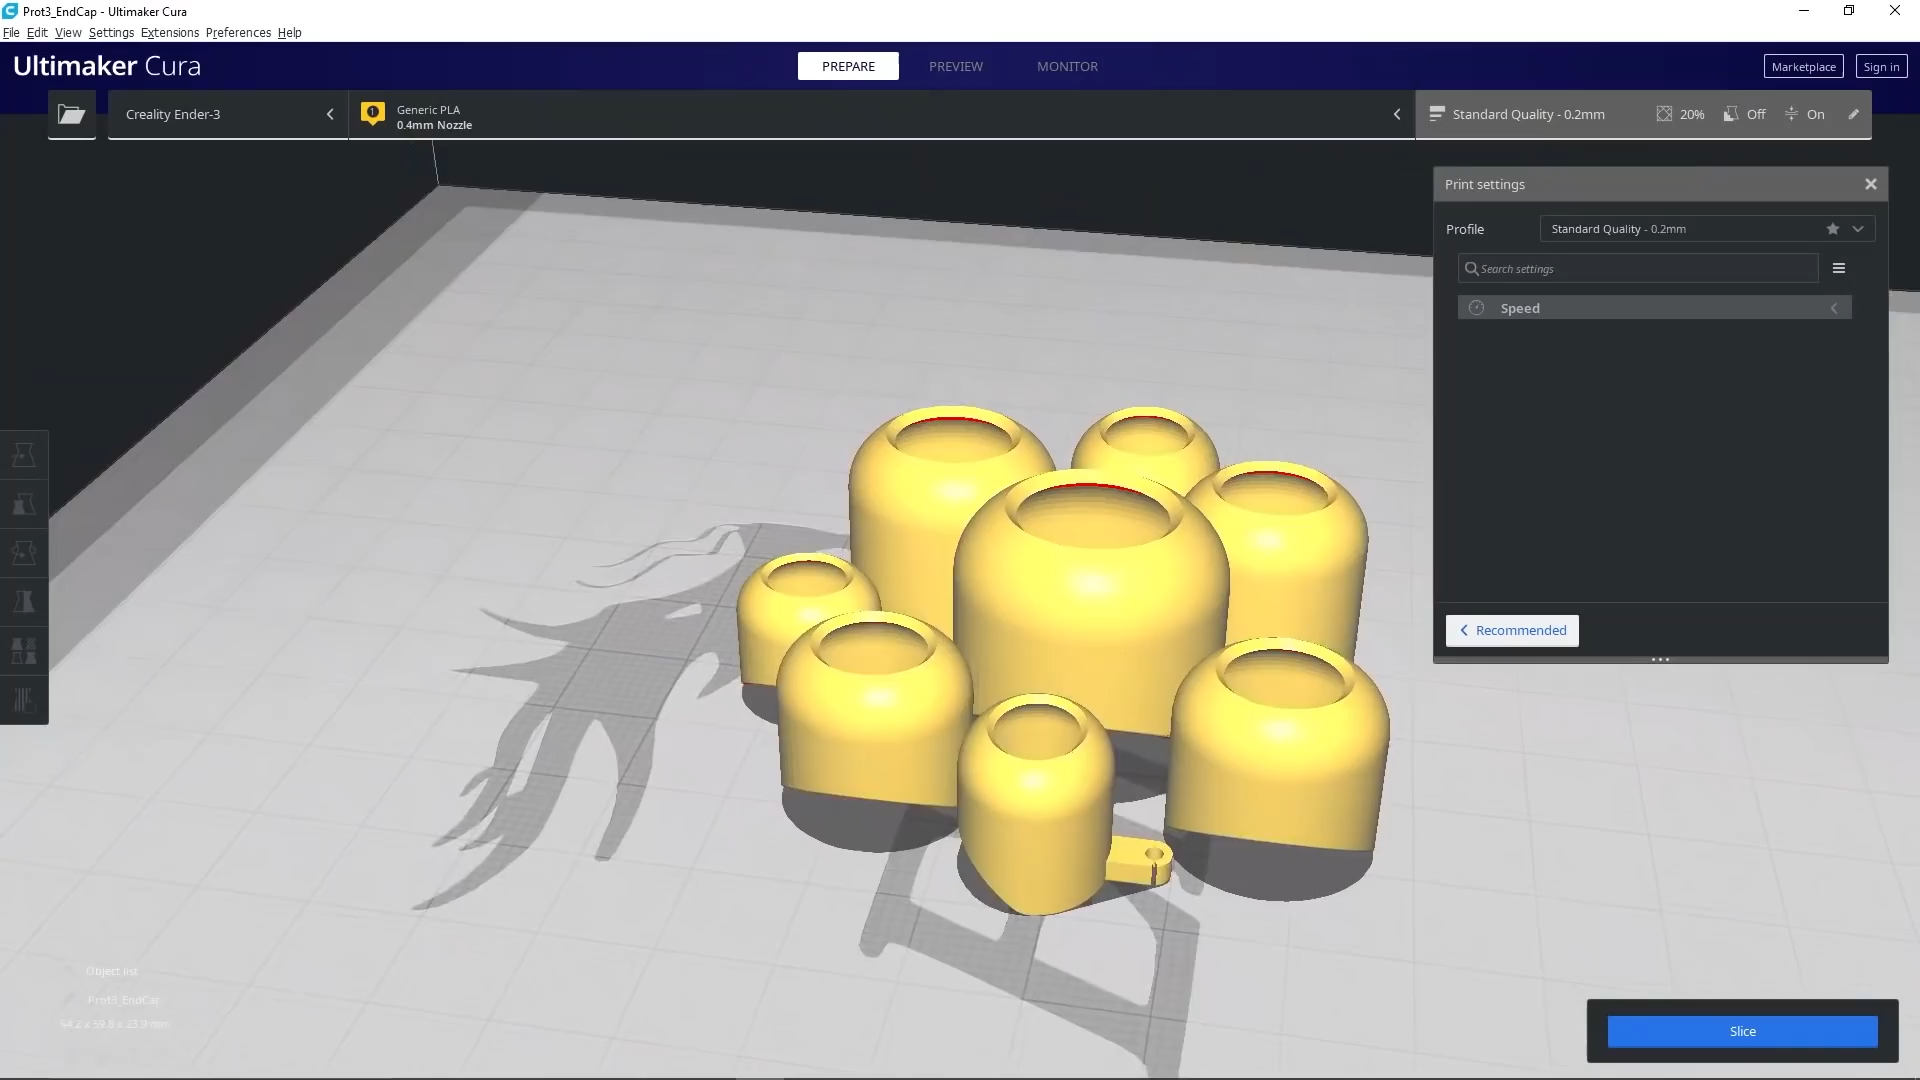 Prot3_EndCap - Ultimaker Cura
File Edit View Settings Extensions Preferences Help
Ultimaker Cura
PREPARE PREVIEW MONITOR
Marketplace Sign in
Creality Ender-3
1
Generic PLA
0.4mm Nozzle
Standard Quality - 0.2mm 20% Off On
Print settings
Profile Standard Quality - 0.2mm
Search settings
Speed
Recommended
Object list
Prot3_EndCap
Slice